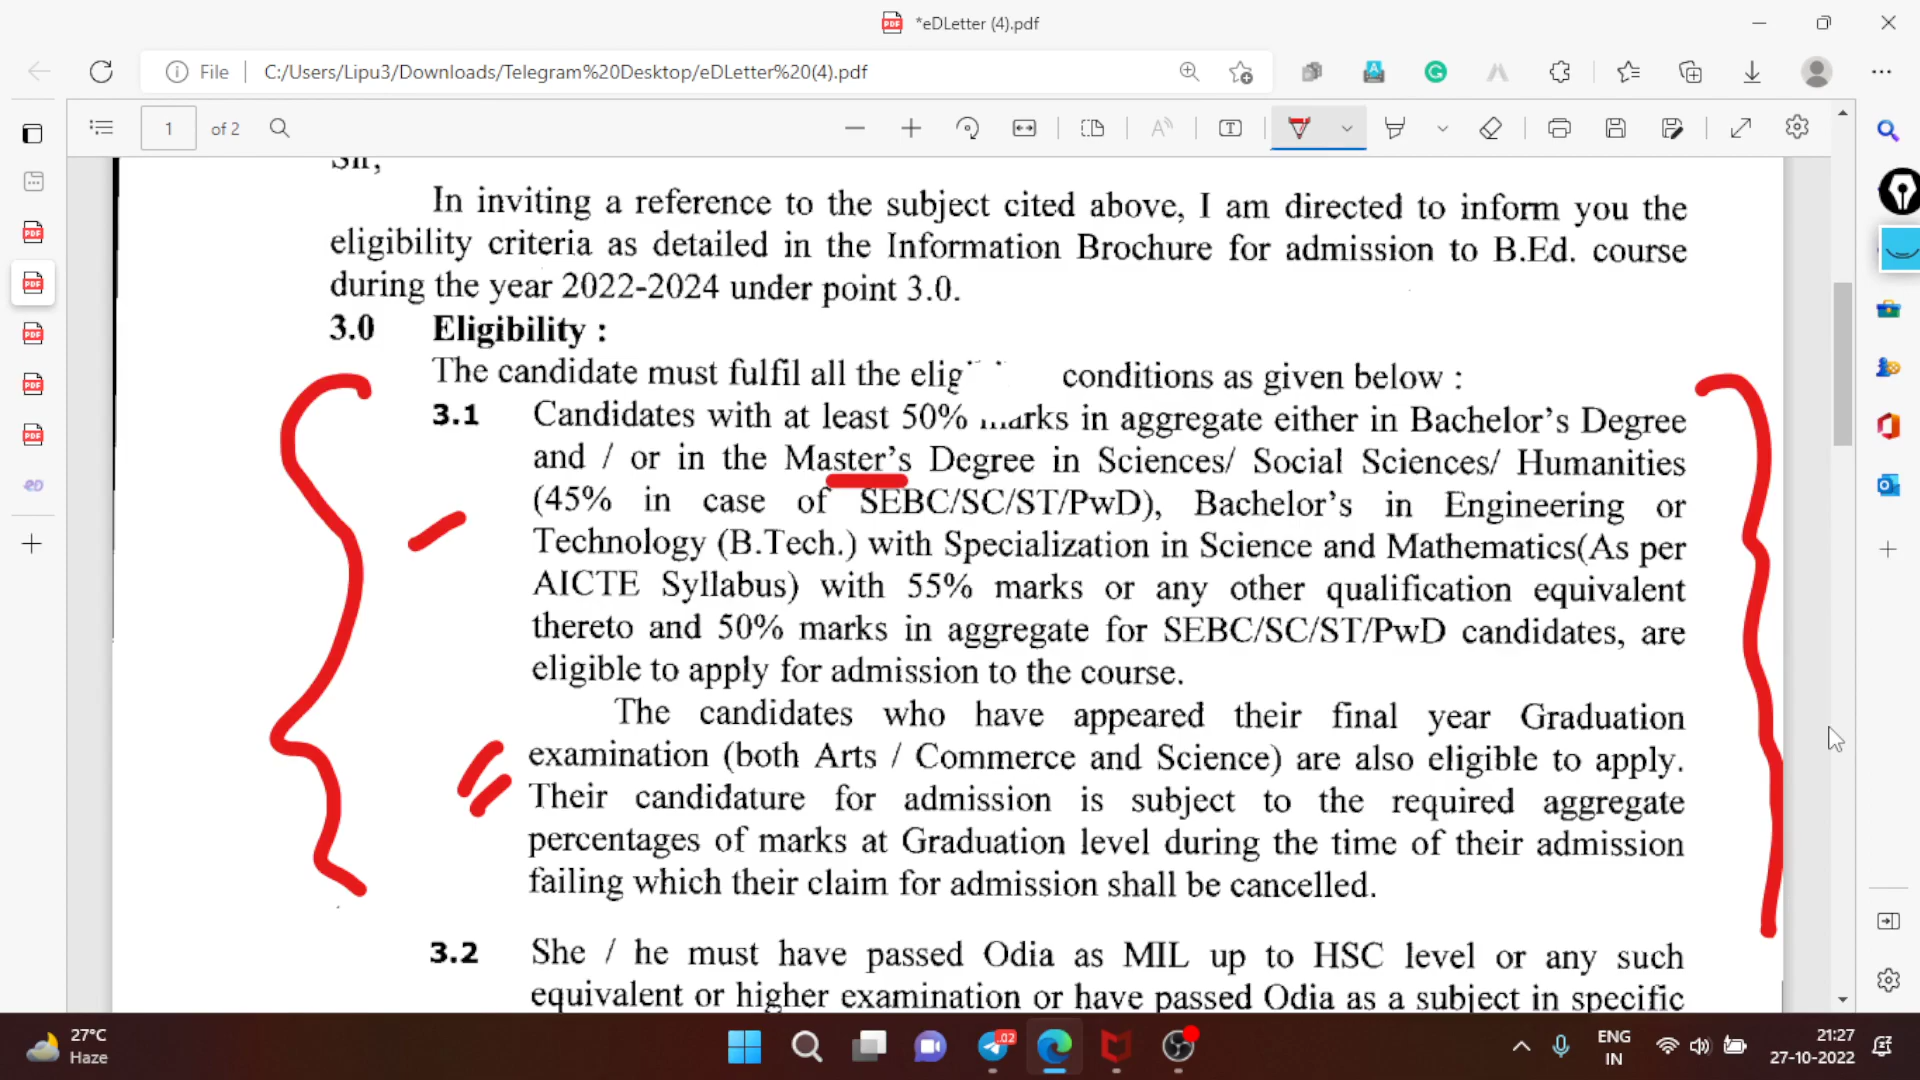 *eDLetter (4).pdf
File C:/Users/Lipu3/Downloads/Telegram%20Desktop/eDLetter%20(4).pdf
1 of 2
Sir,
In inviting a reference to the subject cited above, I am directed to inform you the
eligibility criteria as detailed in the Information Brochure for admission to B.Ed. course
during the year 2022-2024 under point 3.0.
3.0 Eligibility :
The candidate must fulfil all the conditions as given below :
3.1 Candidates with at least 50% marks in aggregate either in Bachelor's Degree
and / or in the Master's Degree in Sciences/ Social Sciences/ Humanities
(45% in case of SEBC/SC/ST/PwD), Bachelor's in Engineering or
Technology (B.Tech.) with Specialization in Science and Mathematics(As per
AICTE Syllabus) with 55% marks or any other qualification equivalent
thereto and 50% marks in aggregate for SEBC/SC/ST/PwD candidates, are
eligible to apply for admission to the course.
The candidates who have appeared their final year Graduation
examination (both Arts / Commerce and Science) are also eligible to apply.
Their candidature for admission is subject to the required aggregate
percentages of marks at Graduation level during the time of their admission
failing which their claim for admission shall be cancelled.
3.2 She / he must have passed Odia as MIL up to HSC level or any such
equivalent or higher examination or have passed Odia as a subject in specific
27°C
Haze
ENG
IN
21:27
27-10-2022